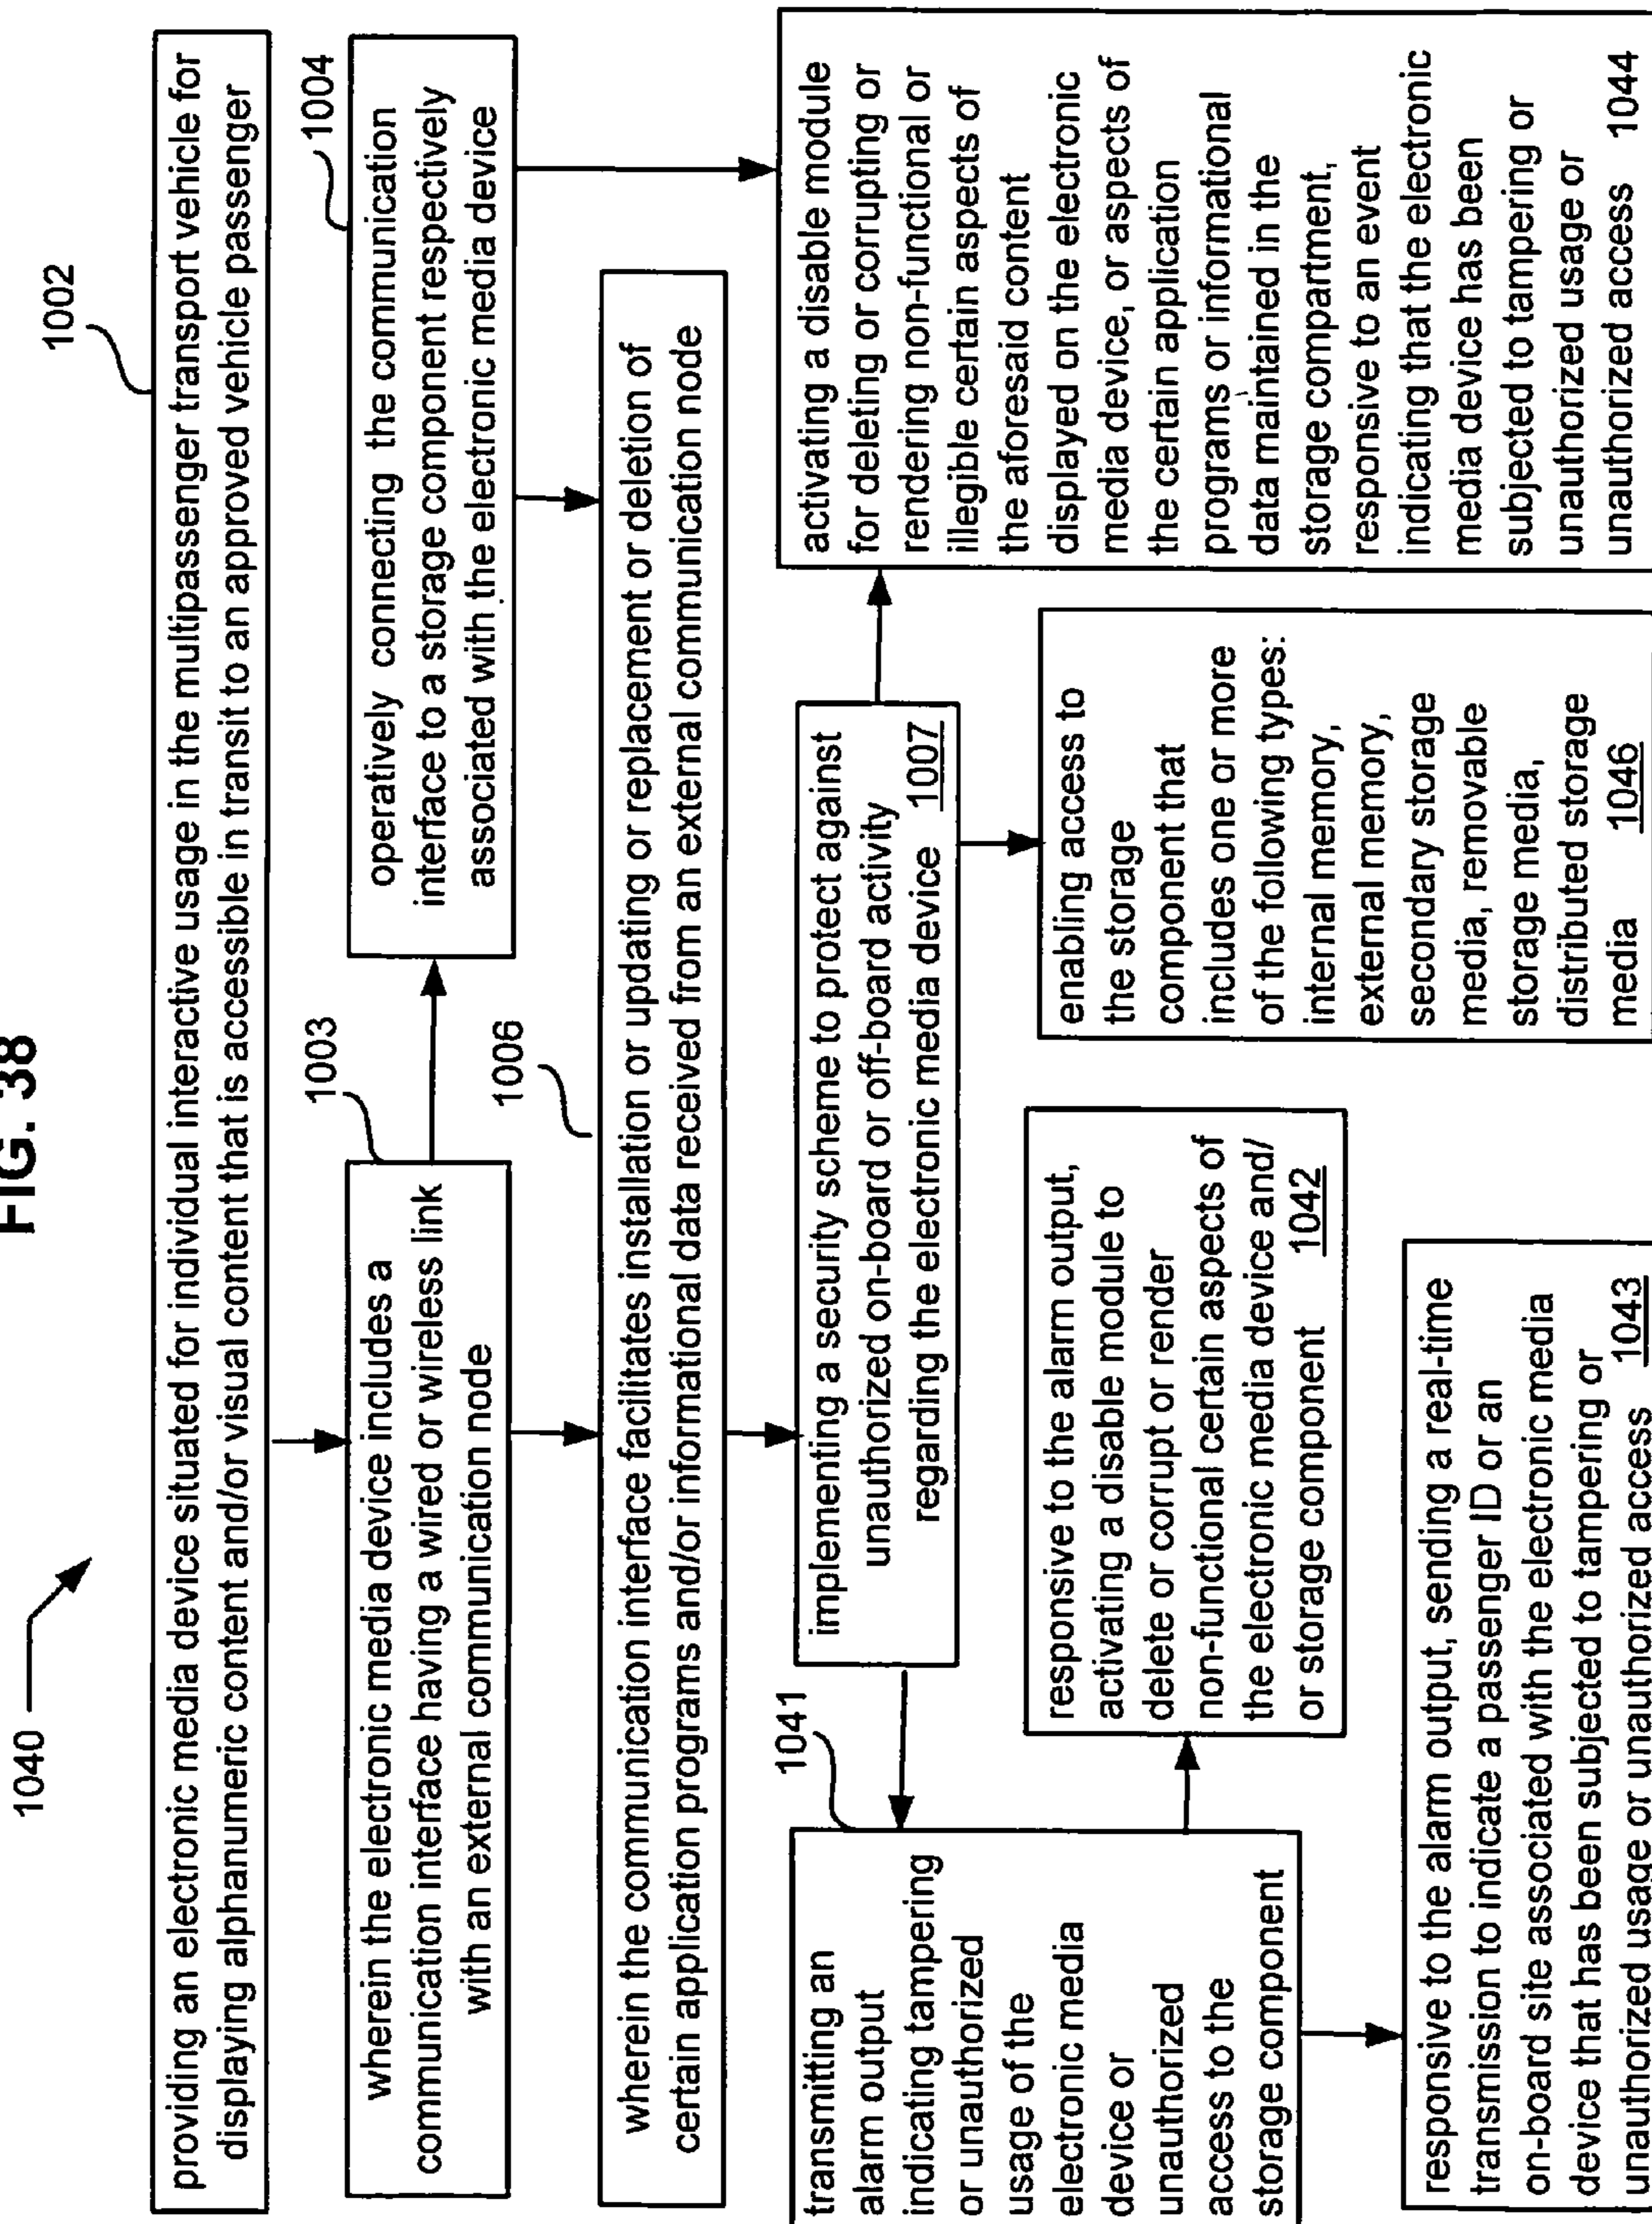 FIG. 38
1040
1002
providing an electronic media device situated for individual interactive usage in the multipassenger transport vehicle for
displaying alphanumeric content and/or visual content that is accessible in transit to an approved vehicle passenger
1003
wherein the electronic media device includes a
communication interface having a wired or wireless link
with an external communication node
1004
operatively connecting the communication
interface to a storage component respectively
associated with the electronic media device
1006
wherein the communication interface facilitates installation or updating or replacement or deletion of
certain application programs and/or informational data received from an external communication node
implementing a security scheme to protect against
unauthorized on-board or off-board activity
regarding the electronic media device 1007
1041
transmitting an
alarm output
indicating tampering
or unauthorized
usage of the
electronic media
device or
unauthorized
access to the
storage component
responsive to the alarm output,
activating a disable module to
delete or corrupt or render
non-functional certain aspects of
the electronic media device and/
or storage component 1042
responsive to the alarm output, sending a real-time
transmission to indicate a passenger ID or an
on-board site associated with the electronic media
device that has been subjected to tampering or
unauthorized usage or unauthorized access 1043
enabling access to
the storage
component that
includes one or more
of the following types:
internal memory,
external memory,
secondary storage
media, removable
storage media,
distributed storage
media 1046
activating a disable module
for deleting or corrupting or
rendering non-functional or
illegible certain aspects of
the aforesaid content
displayed on the electronic
media device, or aspects of
the certain application
programs or informational
data maintained in the
storage compartment,
responsive to an event
indicating that the electronic
media device has been
subjected to tampering or
unauthorized usage or
unauthorized access 1044